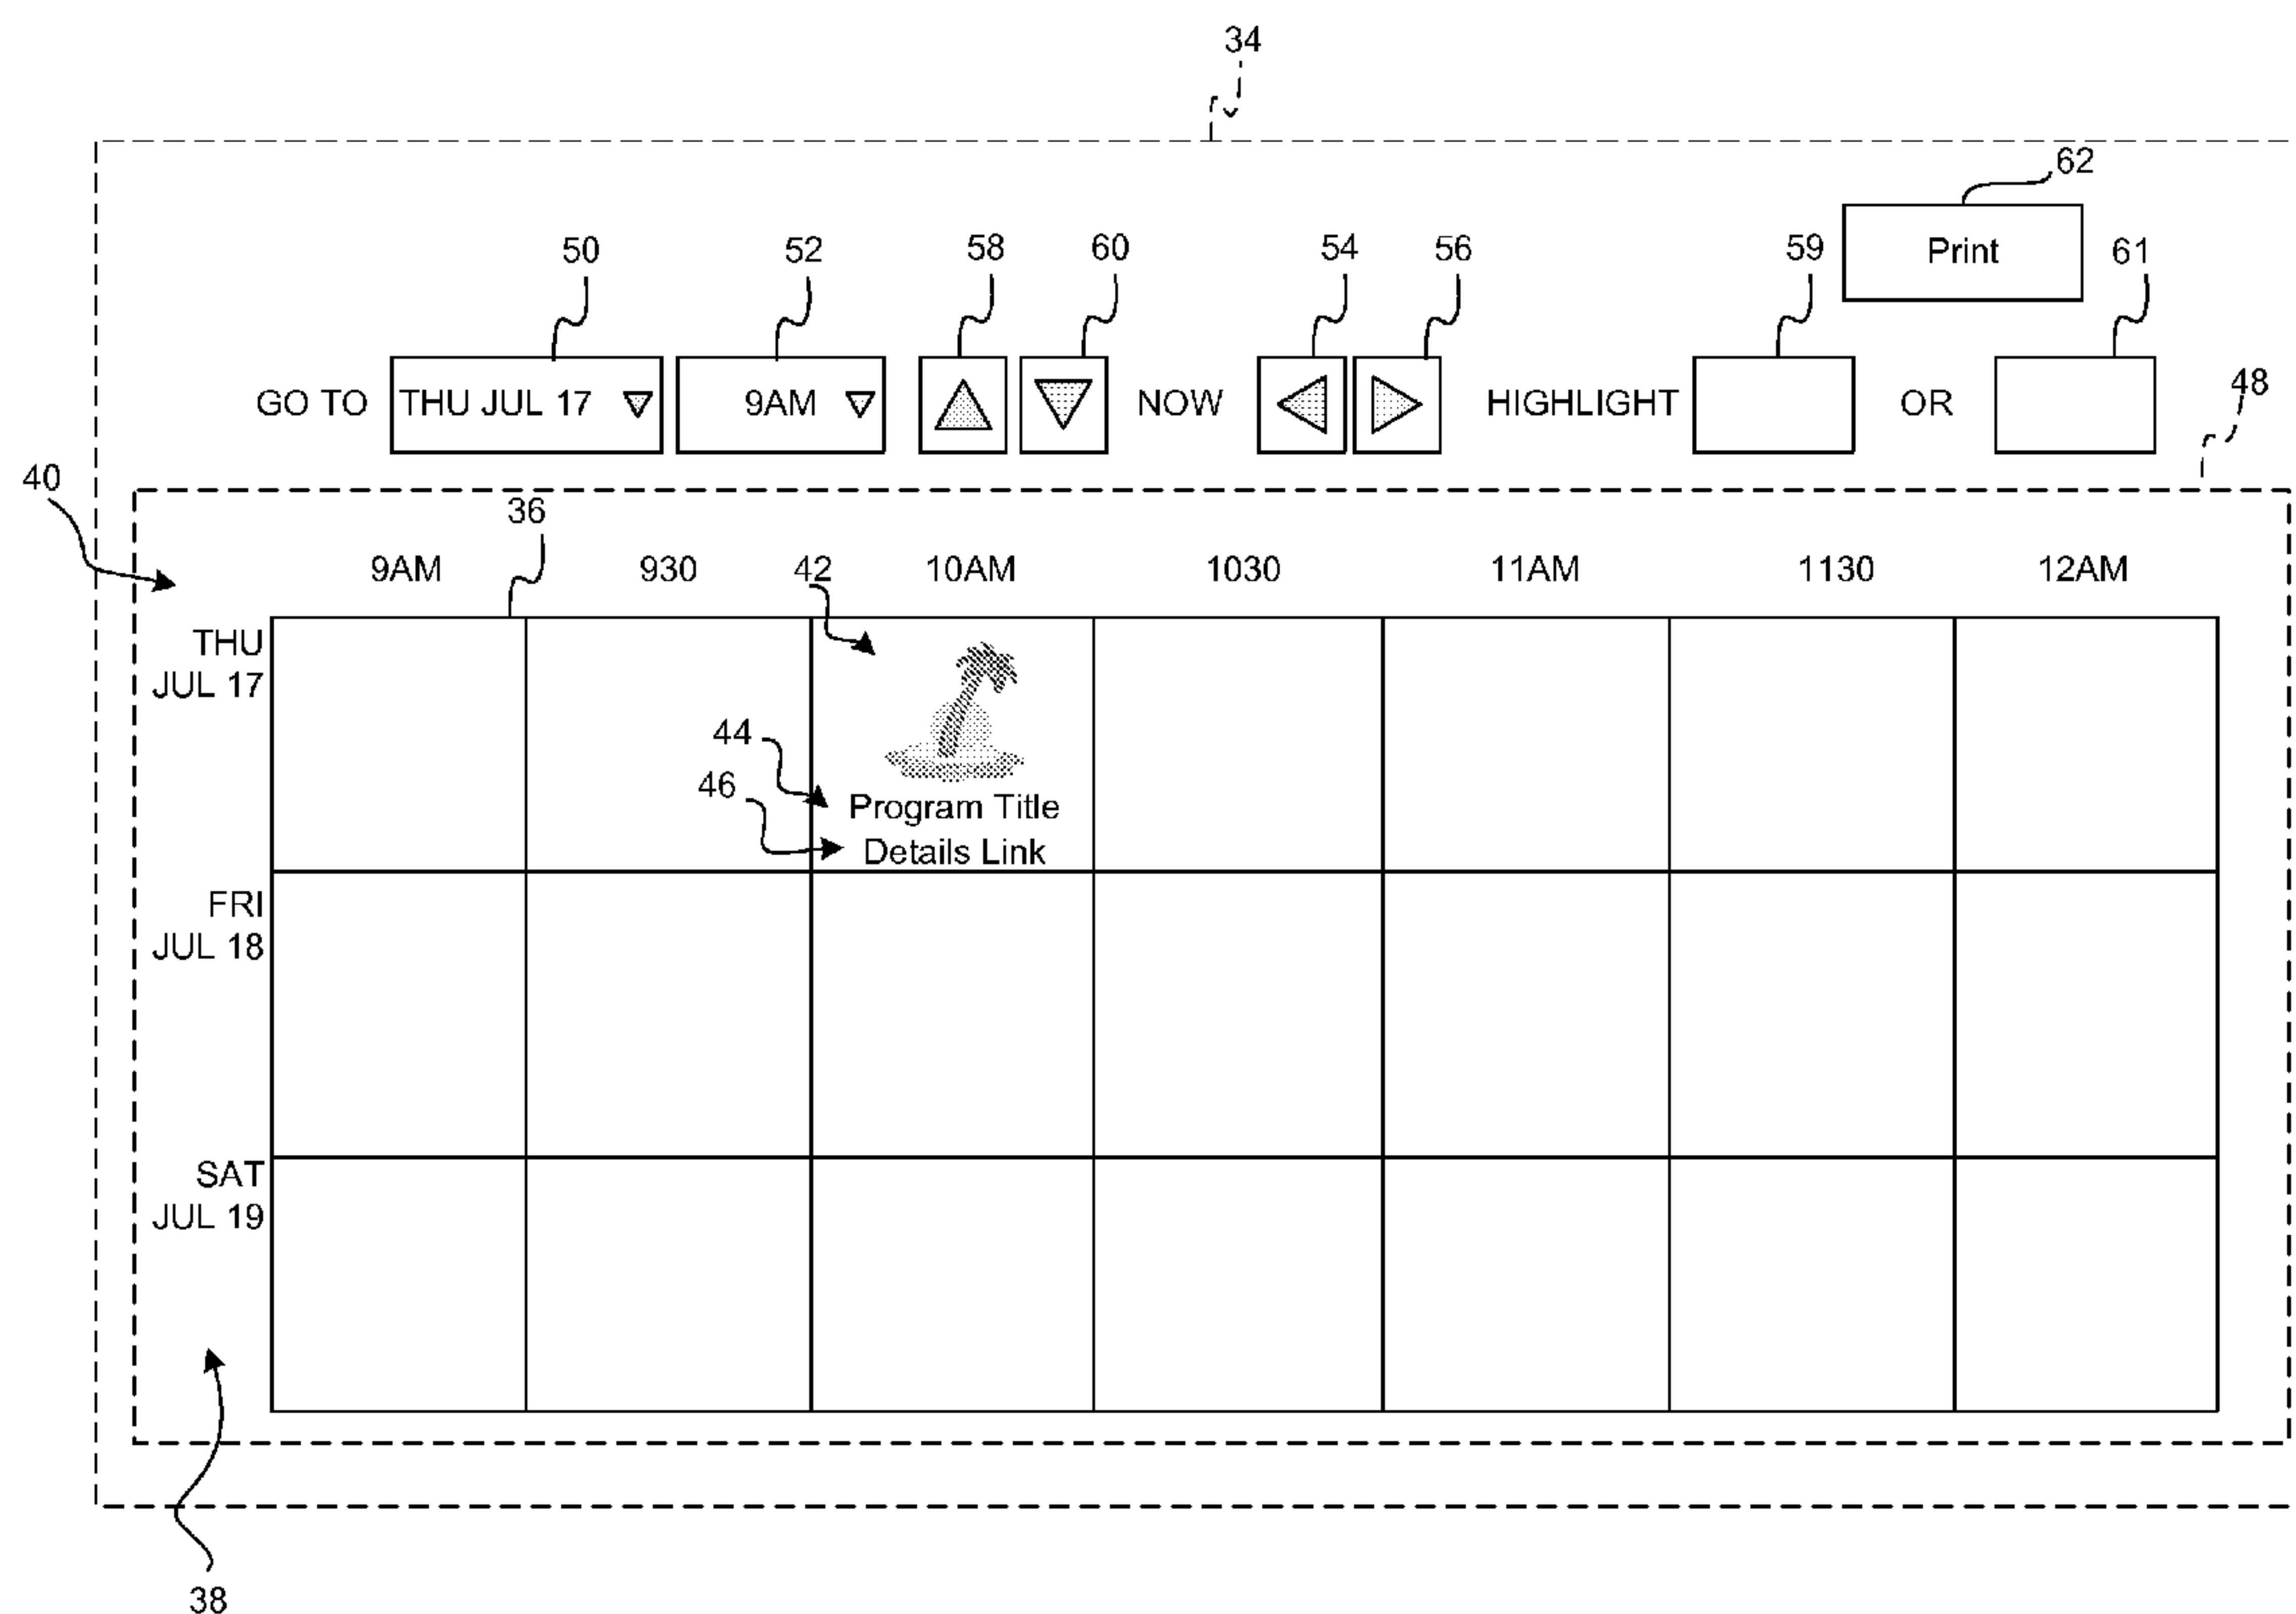 34
62
Print
50 52 58 60 54 56 59 61
GO TO THU JUL 17 9AM NOW HIGHLIGHT OR
48
40
36
9AM 930 42 10AM 1030 11AM 1130 12AM
THU
JUL 17
44
46
Program Title
Details Link
FRI
JUL 18
SAT
JUL 19
38